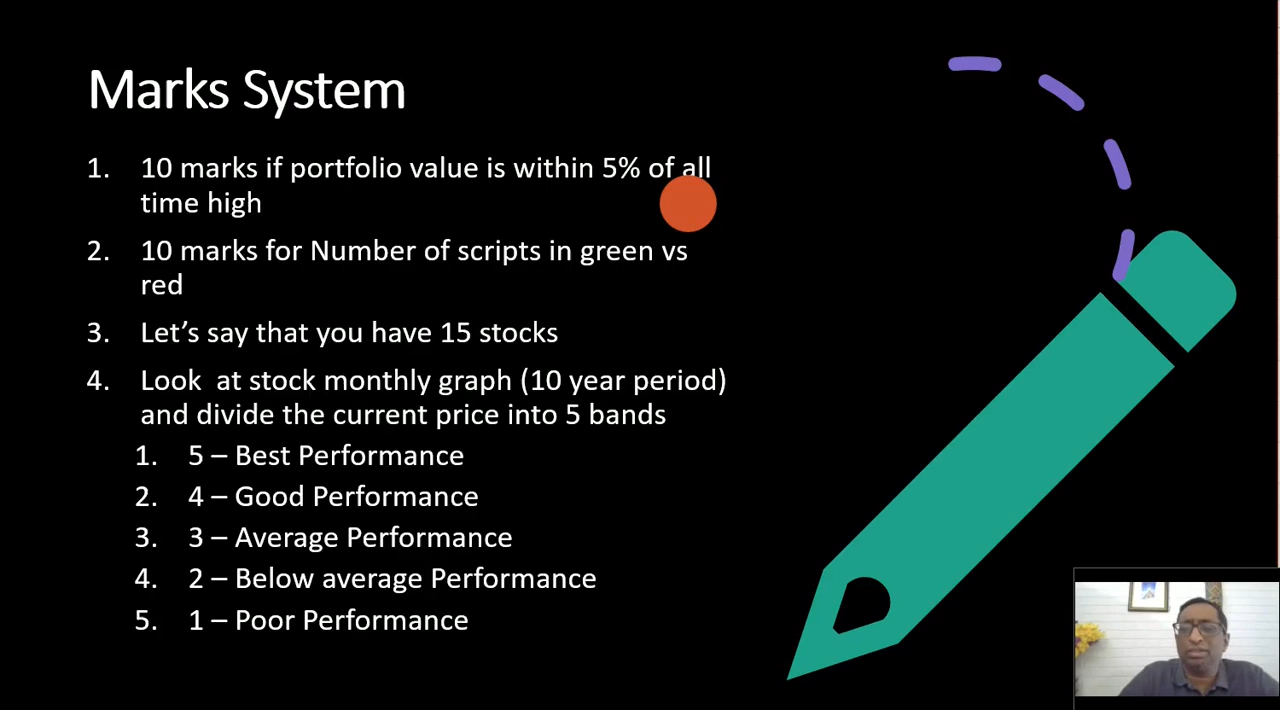 Marks System
1. 10 marks if portfolio value is within 5% of all
time high
2. 10 marks for Number of scripts in green vs
red
3. Let's say that you have 15 stocks
4. Look at stock monthly graph (10 year period)
and divide the current price into 5 bands
1. 5 – Best Performance
2. 4 – Good Performance
3. 3 – Average Performance
4. 2 – Below average Performance
5. 1 – Poor Performance